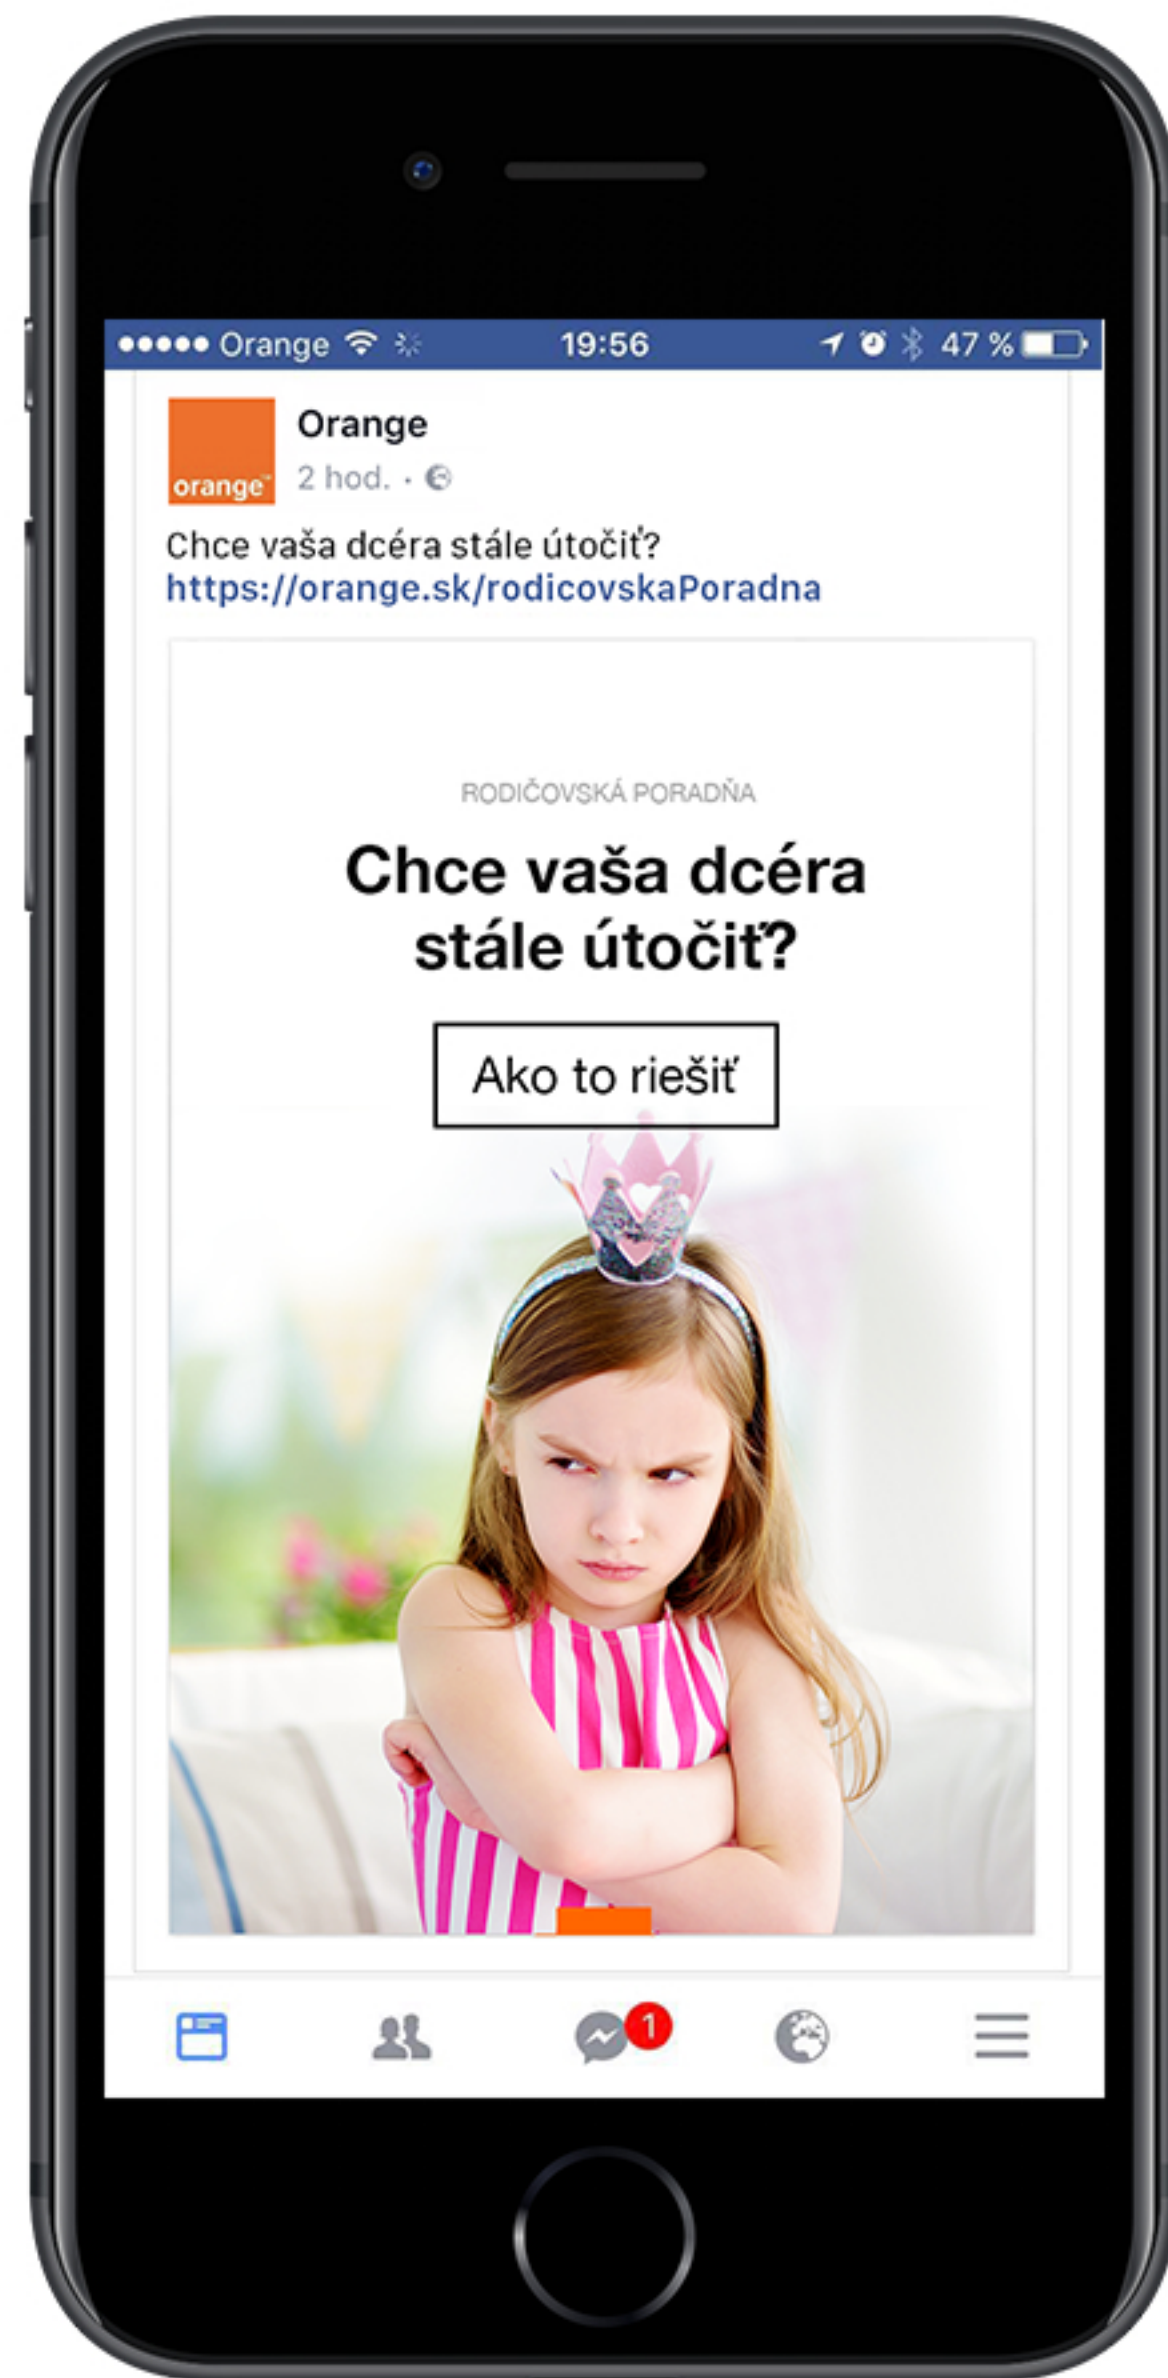 Orange 19:56 47 %
Orange
orange™
2 hod.
Chce vaša dcéra stále útočiť?
https://orange.sk/rodicovskaPoradna
RODIČOVSKÁ PORADŇA
Chce vaša dcéra
stále útočiť?
Ako to riešiť
1